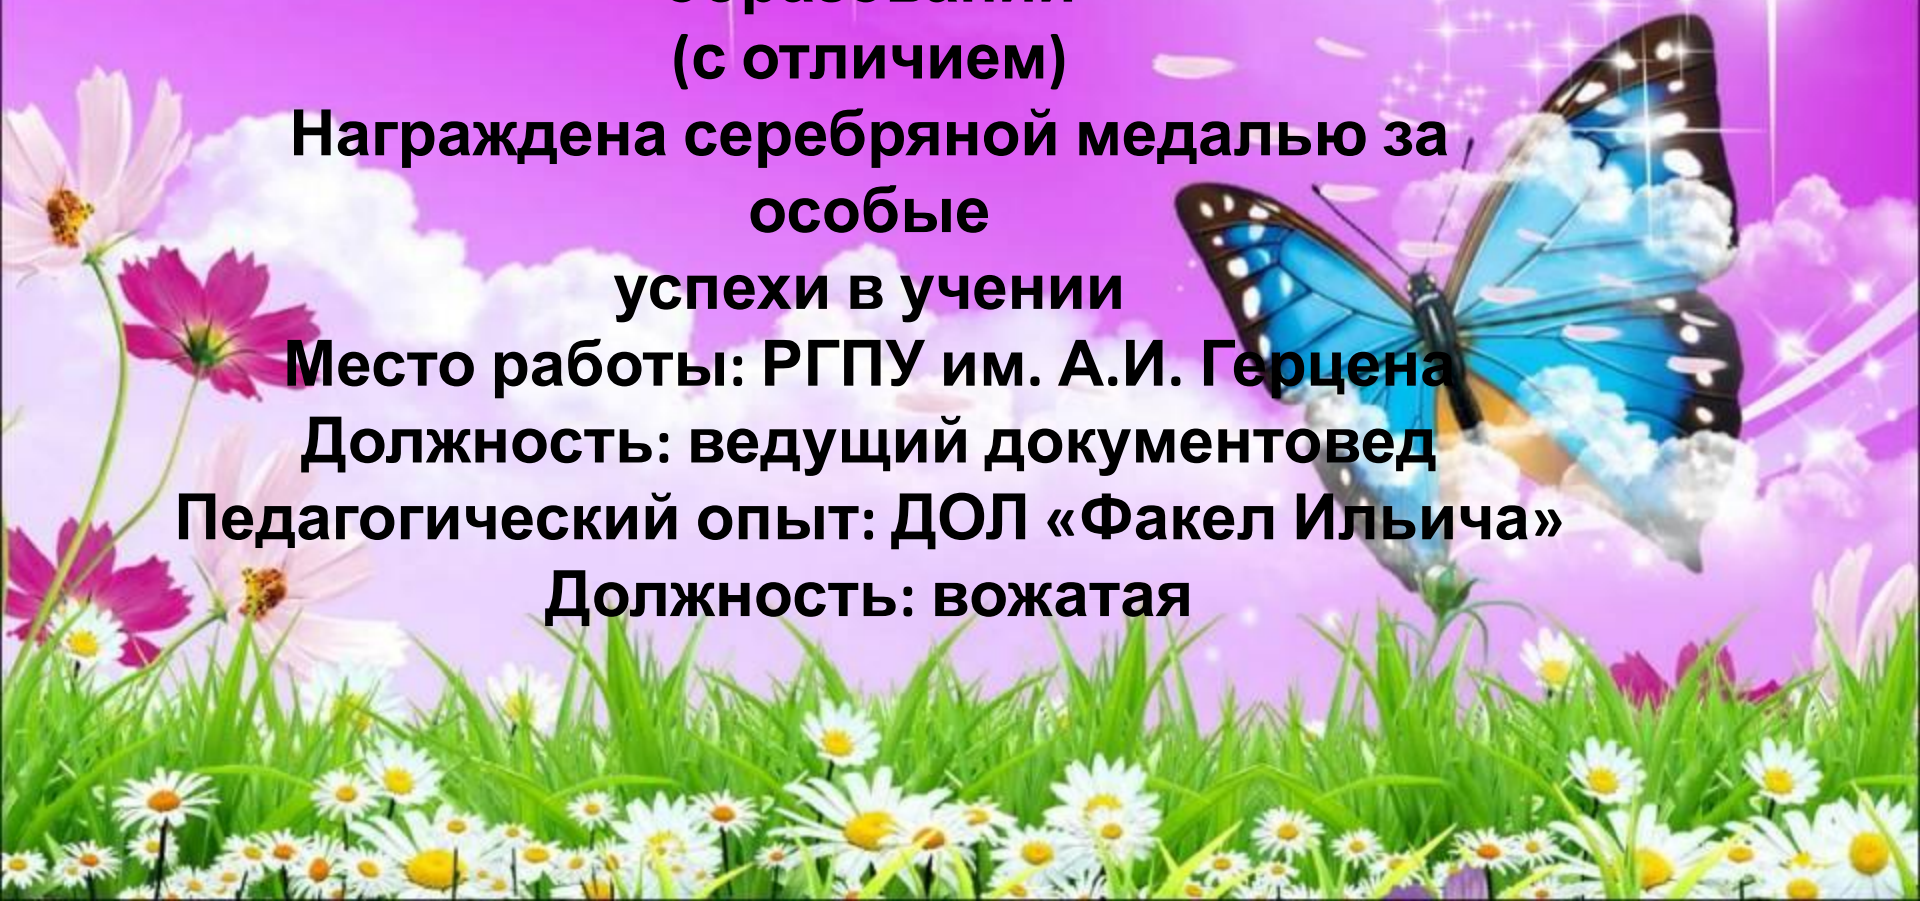 (с отличием)
Награждена серебряной медалью за
особые
успехи в учении
Место работы: РГПУ им. А.И. Герцена
Должность: ведущий документовед
Педагогический опыт: ДОЛ «Факел Ильича»
Должность: вожатая